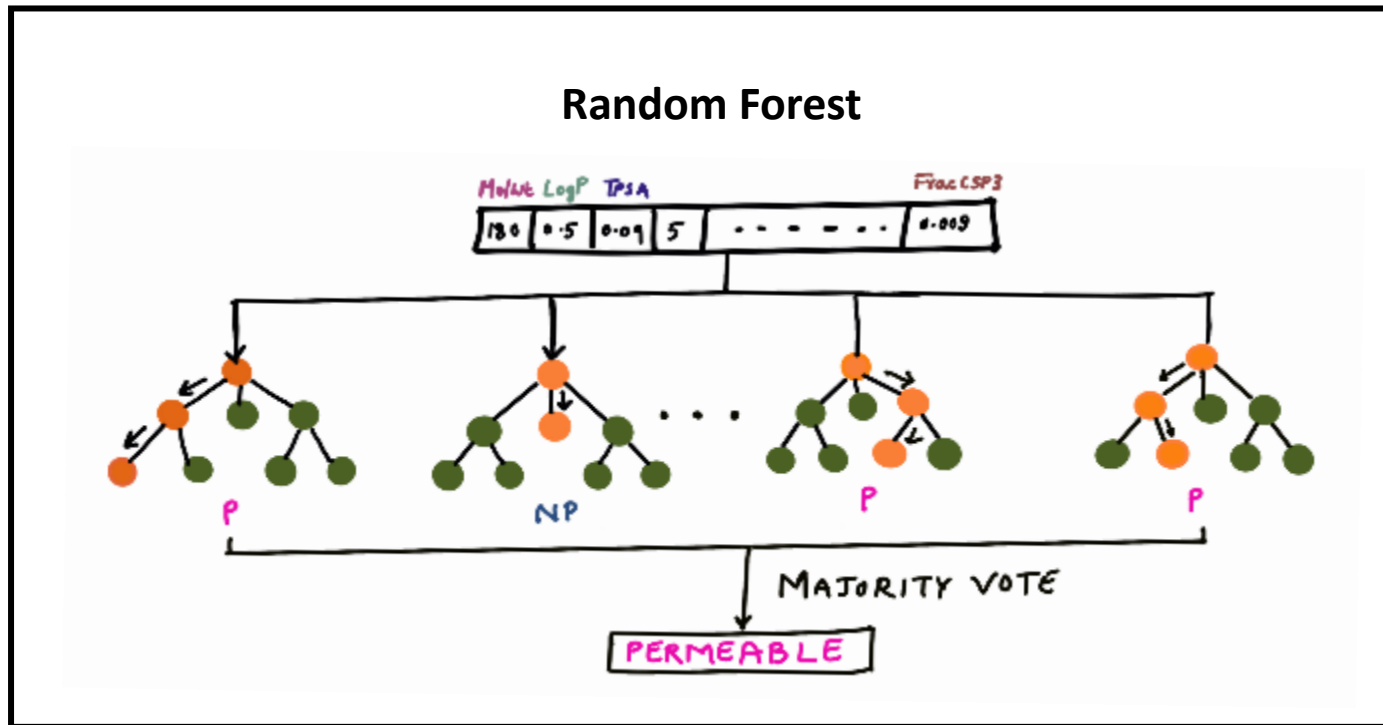 Random Forest
MolWt LogP TPSA FracCSP3
180 0.5 0.09 5 - - - - - - 0.009
P NP P P
MAJORITY VOTE
PERMEABLE